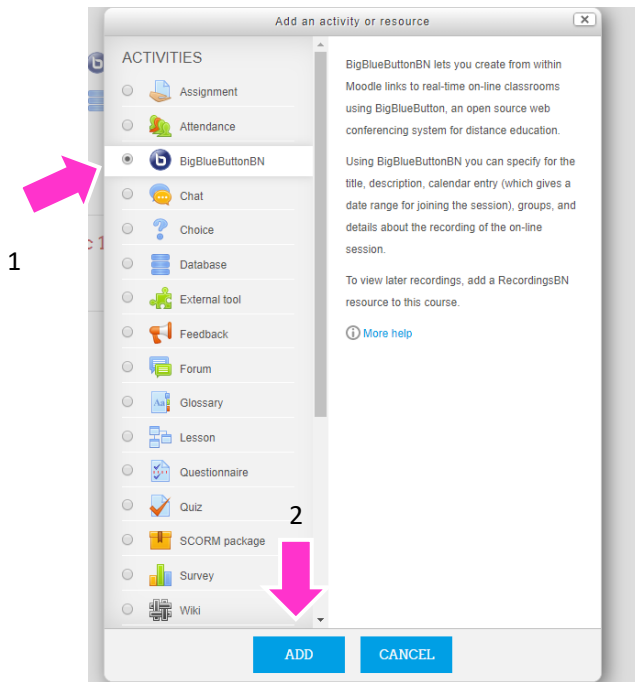 Add an activity or resource
ACTIVITIES
Assignment
Attendance
BigBlueButtonBN
Chat
Choice
Database
External tool
Feedback
Forum
Glossary
Lesson
Questionnaire
Quiz
SCORM package
Survey
Wiki
BigBlueButtonBN lets you create from within
Moodle links to real-time on-line classrooms
using BigBlueButton, an open source web
conferencing system for distance education.
Using BigBlueButtonBN you can specify for the
title, description, calendar entry (which gives a
date range for joining the session), groups, and
details about the recording of the on-line
session.
To view later recordings, add a RecordingsBN
resource to this course.
More help
1
c 1
2
ADD
CANCEL